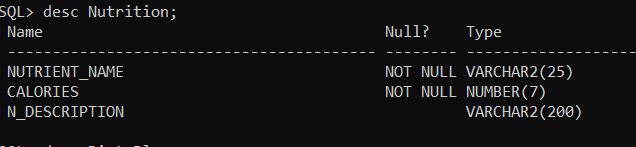 SQL> desc Nutrition;
Name Null? Type
----------------------------------------- -------- --------------------
NUTRIENT_NAME NOT NULL VARCHAR2(25)
CALORIES NOT NULL NUMBER(7)
N_DESCRIPTION VARCHAR2(200)